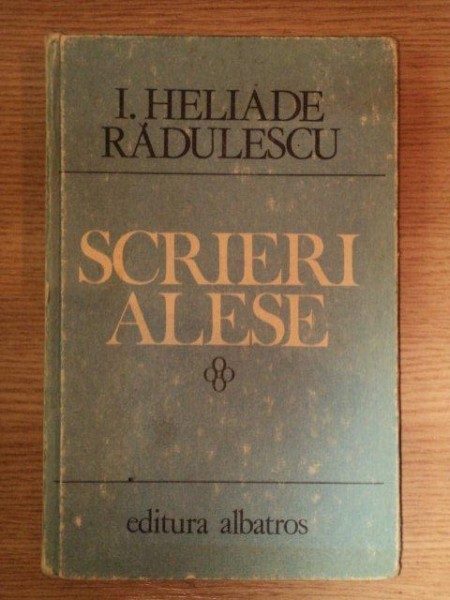 I. HELIADE
RĂDULESCU
SCRIERI
ALESE
editura albatros